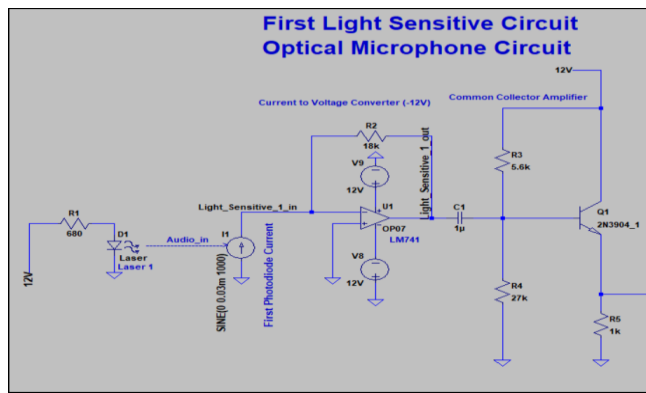 First Light Sensitive Circuit
Optical Microphone Circuit
12V
Current to Voltage Converter (-12V)
Common Collector Amplifier
R2
18k
V9
12V
R3
5.6k
Light_Sensitive_1_in
Light_Sensitive_1_out
U1
OP07
LM741
C1
1µ
Q1
2N3904_1
R1
680
D1
Laser
Laser 1
Audio_in
I1
12V
SINE(0 0.03m 1000)
First Photodiode Current
V8
12V
R4
27k
R5
1k